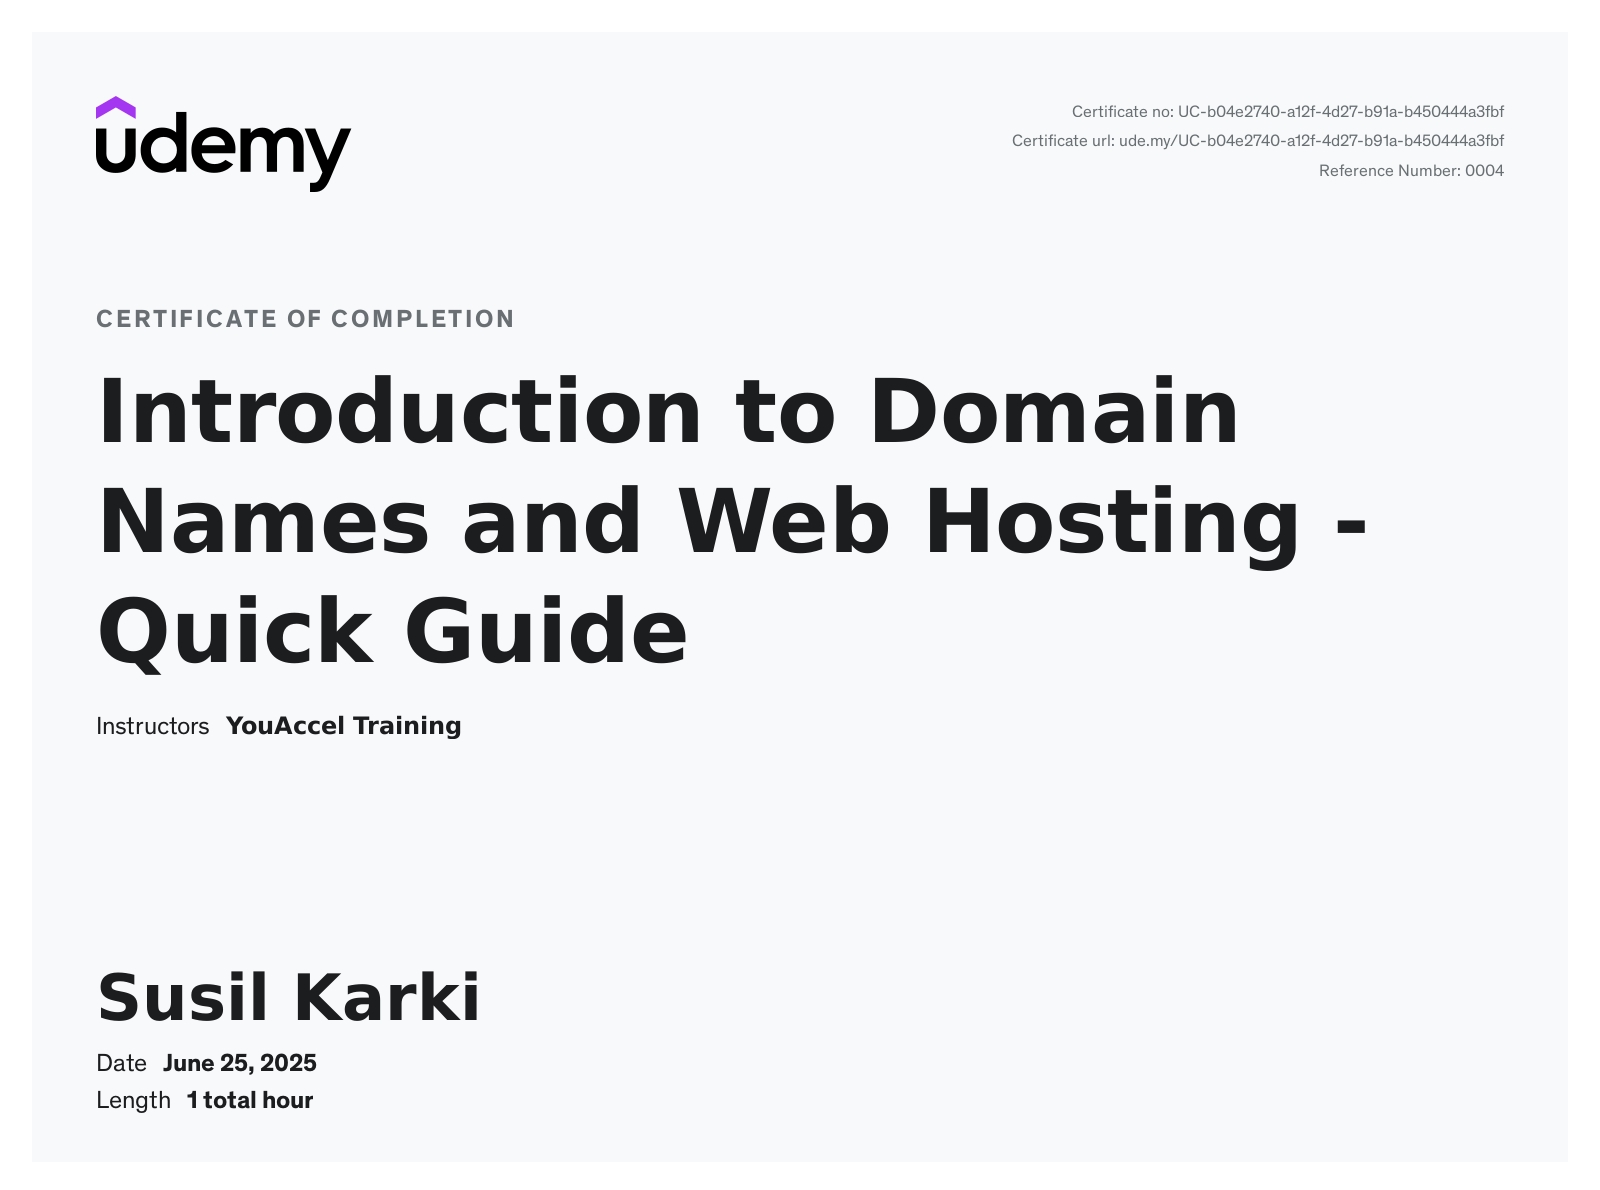 udemy
Certificate no: UC-b04e2740-a12f-4d27-b91a-b450444a3fbf
Certificate url: ude.my/UC-b04e2740-a12f-4d27-b91a-b450444a3fbf
Reference Number: 0004
CERTIFICATE OF COMPLETION
Introduction to Domain
Names and Web Hosting -
Quick Guide
Instructors YouAccel Training
Susil Karki
Date June 25, 2025
Length 1 total hour